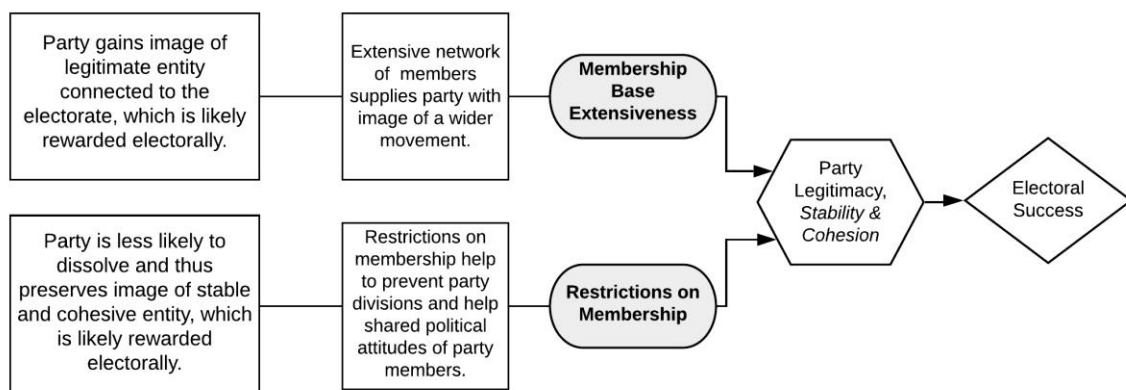 Party gains image of
legitimate entity
connected to the
electorate, which is likely
rewarded electorally.
Extensive network
of members
supplies party with
image of a wider
movement.
Membership
Base
Extensiveness
Party
Legitimacy,
Stability &
Cohesion
Electoral
Success
Party is less likely to
dissolve and thus
preserves image of stable
and cohesive entity, which
is likely rewarded
electorally.
Restrictions on
membership help
to prevent party
divisions and help
shared political
attitudes of party
members.
Restrictions on
Membership